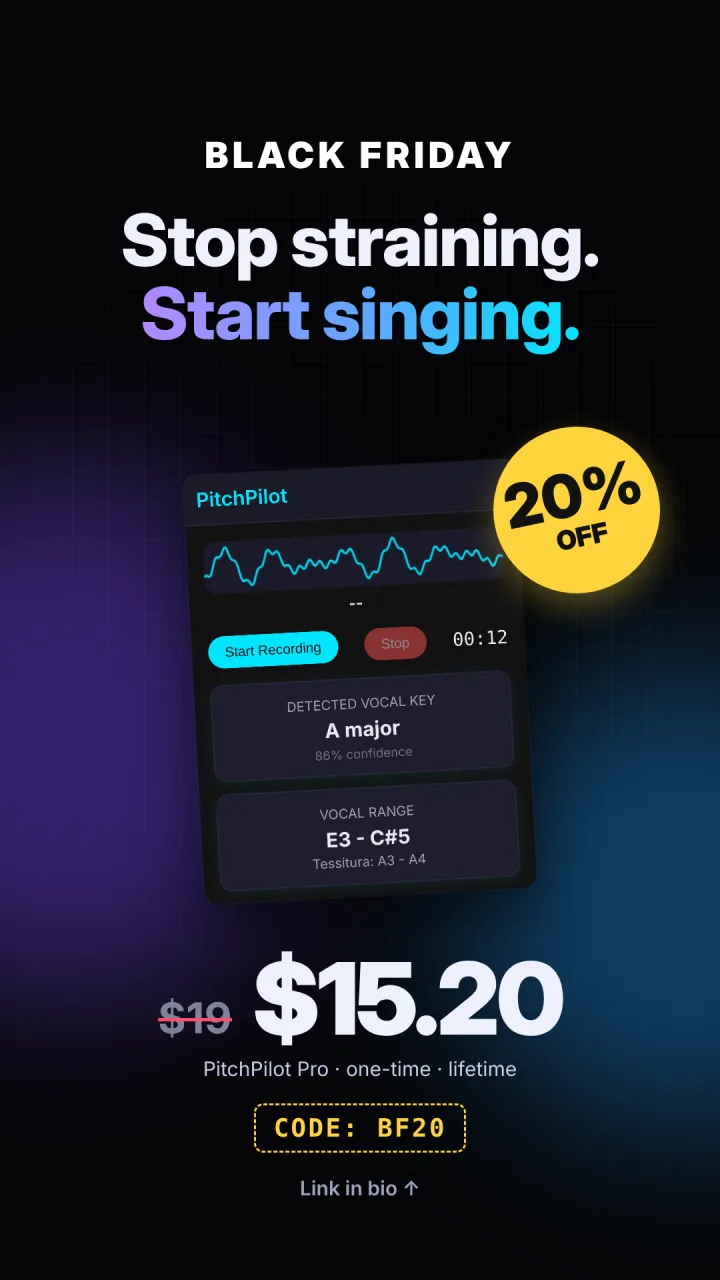 BLACK FRIDAY
Stop straining.
Start singing.
20%
OFF
PitchPilot
--
Start Recording
Stop
00:12
DETECTED VOCAL KEY
A major
86% confidence
VOCAL RANGE
E3 - C#5
Tessitura: A3 - A4
$19 $15.20
PitchPilot Pro · one-time · lifetime
CODE: BF20
Link in bio ↑